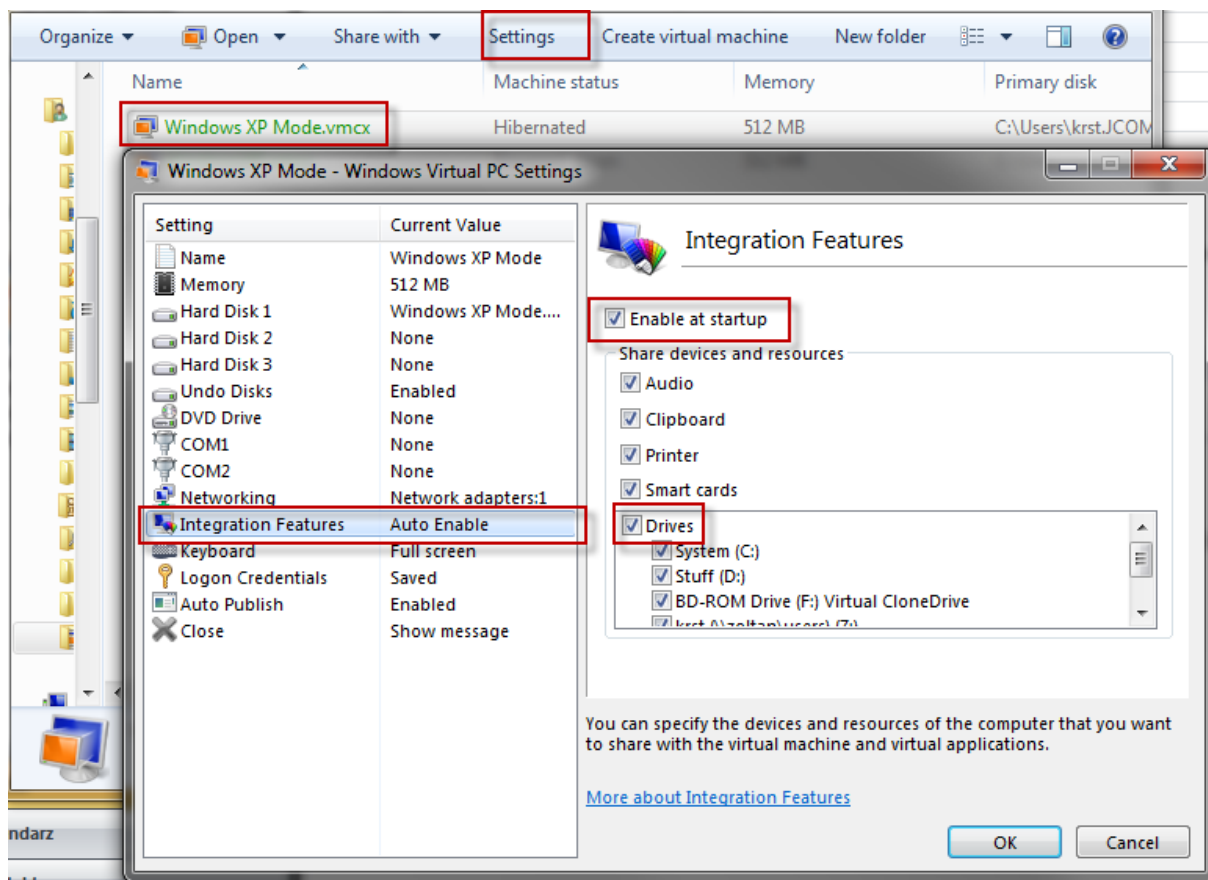 Organize Open Share with Settings Create virtual machine New folder
Name Machine status Memory Primary disk
Windows XP Mode.vmcx Hibernated 512 MB C:\Users\krst.JCOM
Windows XP Mode - Windows Virtual PC Settings
Setting Current Value
Name Windows XP Mode
Memory 512 MB
Hard Disk 1 Windows XP Mode....
Hard Disk 2 None
Hard Disk 3 None
Undo Disks Enabled
DVD Drive None
COM1 None
COM2 None
Networking Network adapters:1
Integration Features Auto Enable
Keyboard Full screen
Logon Credentials Saved
Auto Publish Enabled
Close Show message
Integration Features
Enable at startup
Share devices and resources
Audio
Clipboard
Printer
Smart cards
Drives
System (C:)
Stuff (D:)
BD-ROM Drive (F:) Virtual CloneDrive
krst (\\zoltan\users) (Z:)
You can specify the devices and resources of the computer that you want
to share with the virtual machine and virtual applications.
More about Integration Features
OK Cancel
ndarz